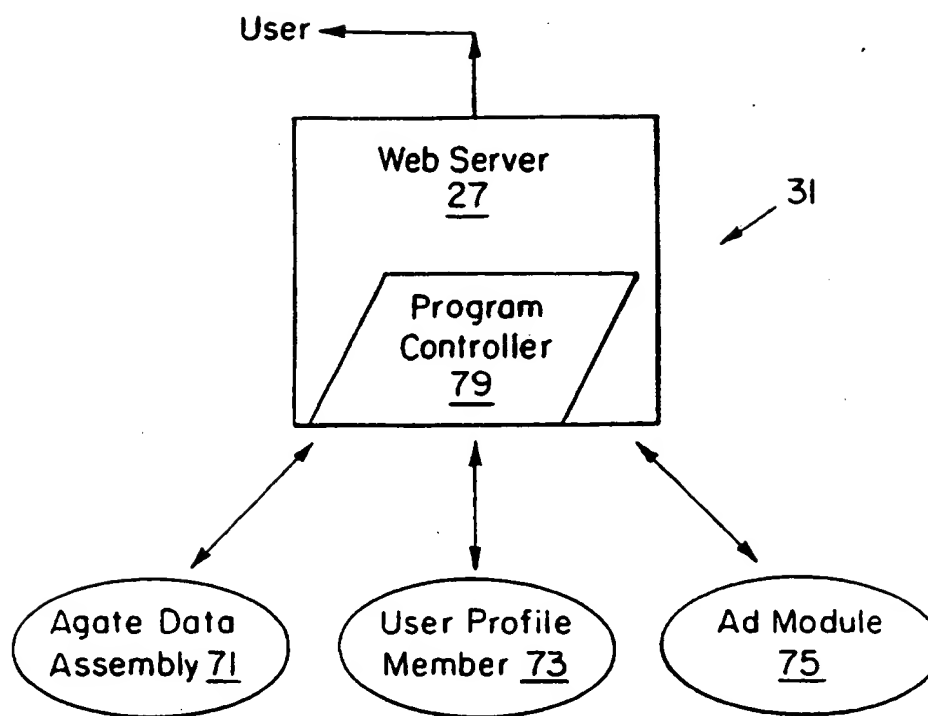 User
Web Server
27
31
Program
Controller
79
Agate Data
Assembly 71
User Profile
Member 73
Ad Module
75